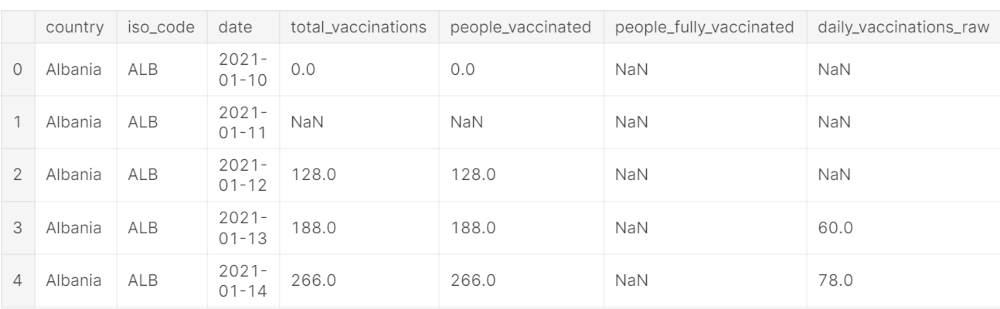 country iso_code date total_vaccinations people_vaccinated people_fully_vaccinated daily_vaccinations_raw
0 Albania ALB 2021-01-10 0.0 0.0 NaN NaN
1 Albania ALB 2021-01-11 NaN NaN NaN NaN
2 Albania ALB 2021-01-12 128.0 128.0 NaN NaN
3 Albania ALB 2021-01-13 188.0 188.0 NaN 60.0
4 Albania ALB 2021-01-14 266.0 266.0 NaN 78.0